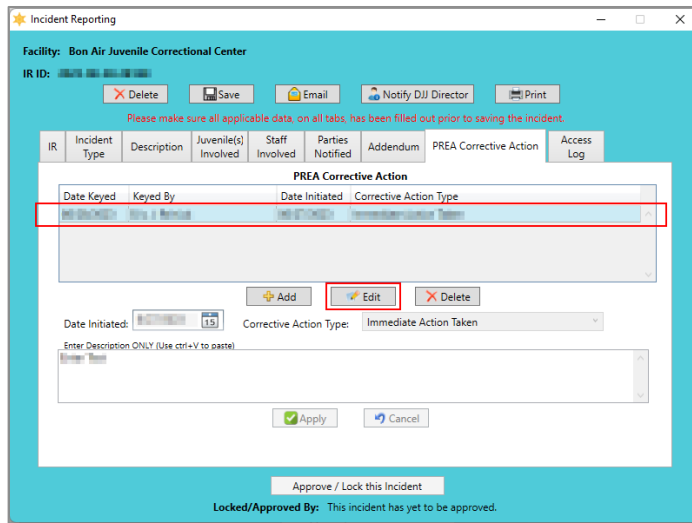 Incident Reporting
Facility: Bon Air Juvenile Correctional Center
IR ID:
Delete Save Email Notify DJJ Director Print
Please make sure all applicable data, on all tabs, has been filled out prior to saving the incident.
IR Incident Type Description Juvenile(s) Involved Staff Involved Parties Notified Addendum PREA Corrective Action Access Log
PREA Corrective Action
Date Keyed Keyed By Date Initiated Corrective Action Type
Add Edit Delete
Date Initiated: 15 Corrective Action Type: Immediate Action Taken
Enter Description ONLY (Use ctrl+V to paste)
Apply Cancel
Approve / Lock this Incident
Locked/Approved By: This incident has yet to be approved.